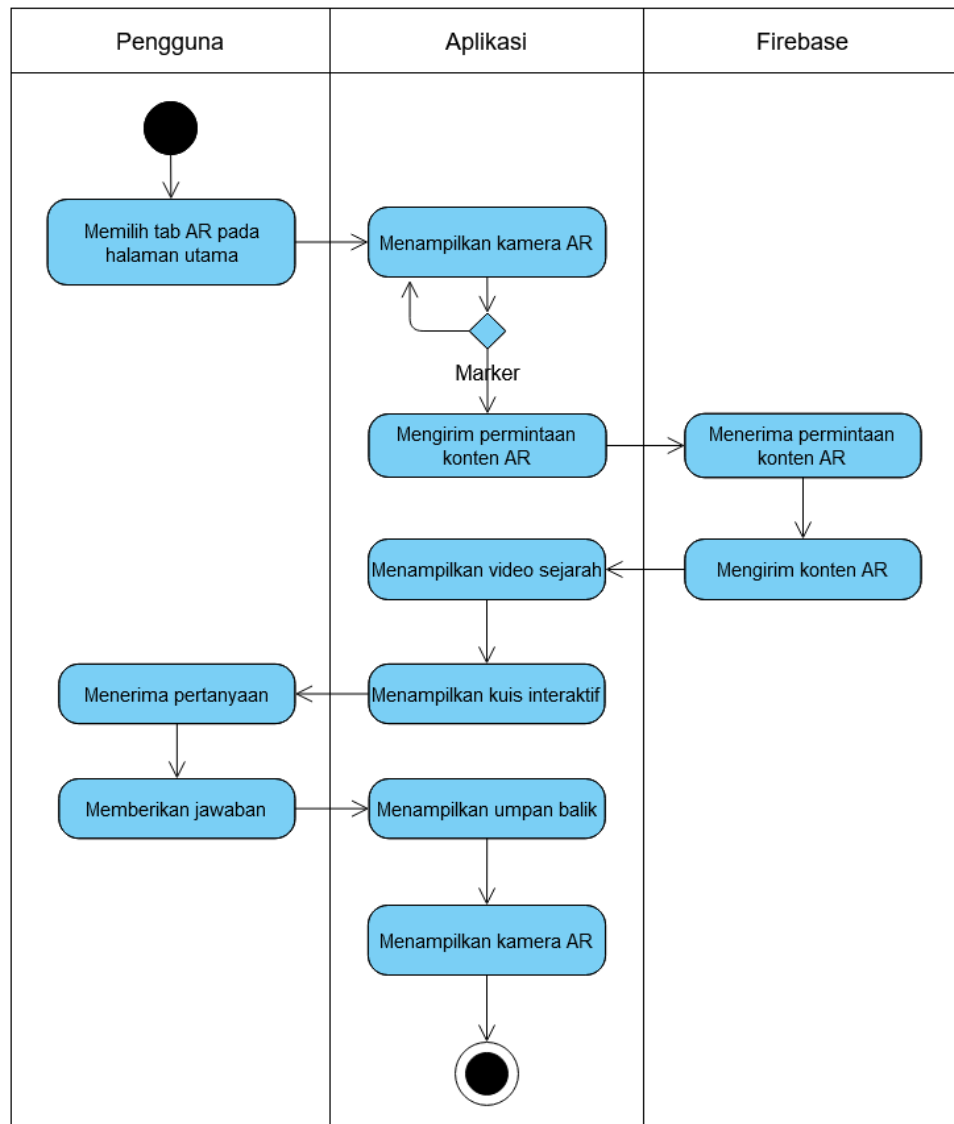 Pengguna
Aplikasi
Firebase
Memilih tab AR pada
halaman utama
Menampilkan kamera AR
Marker
Mengirim permintaan
konten AR
Menerima permintaan
konten AR
Menampilkan video sejarah
Mengirim konten AR
Menerima pertanyaan
Menampilkan kuis interaktif
Memberikan jawaban
Menampilkan umpan balik
Menampilkan kamera AR